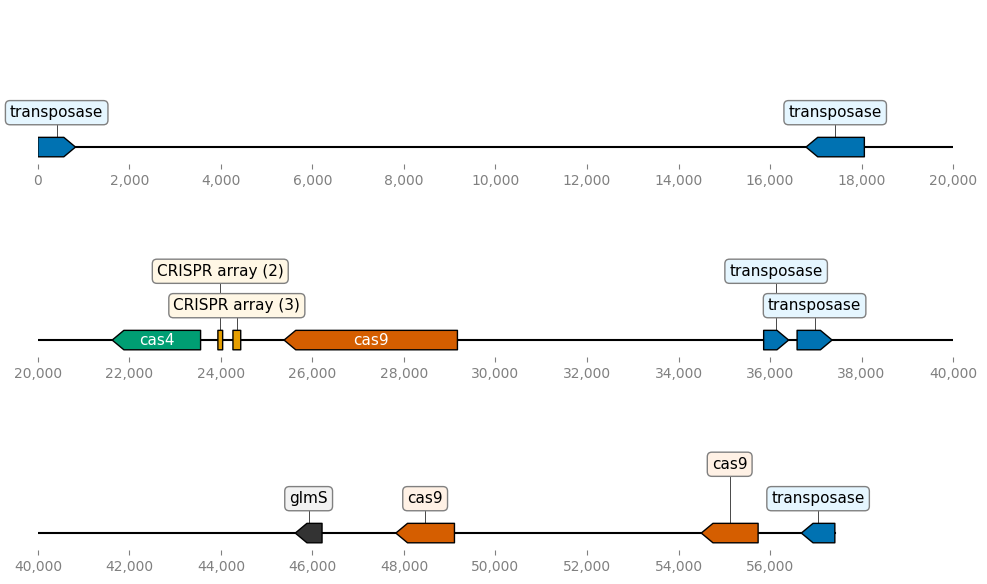 transposase transposase
0 2,000 4,000 6,000 8,000 10,000 12,000 14,000 16,000 18,000 20,000
CRISPR array (2) transposase
CRISPR array (3) transposase
cas4 cas9
20,000 22,000 24,000 26,000 28,000 30,000 32,000 34,000 36,000 38,000 40,000
cas9
glmS cas9 transposase
40,000 42,000 44,000 46,000 48,000 50,000 52,000 54,000 56,000